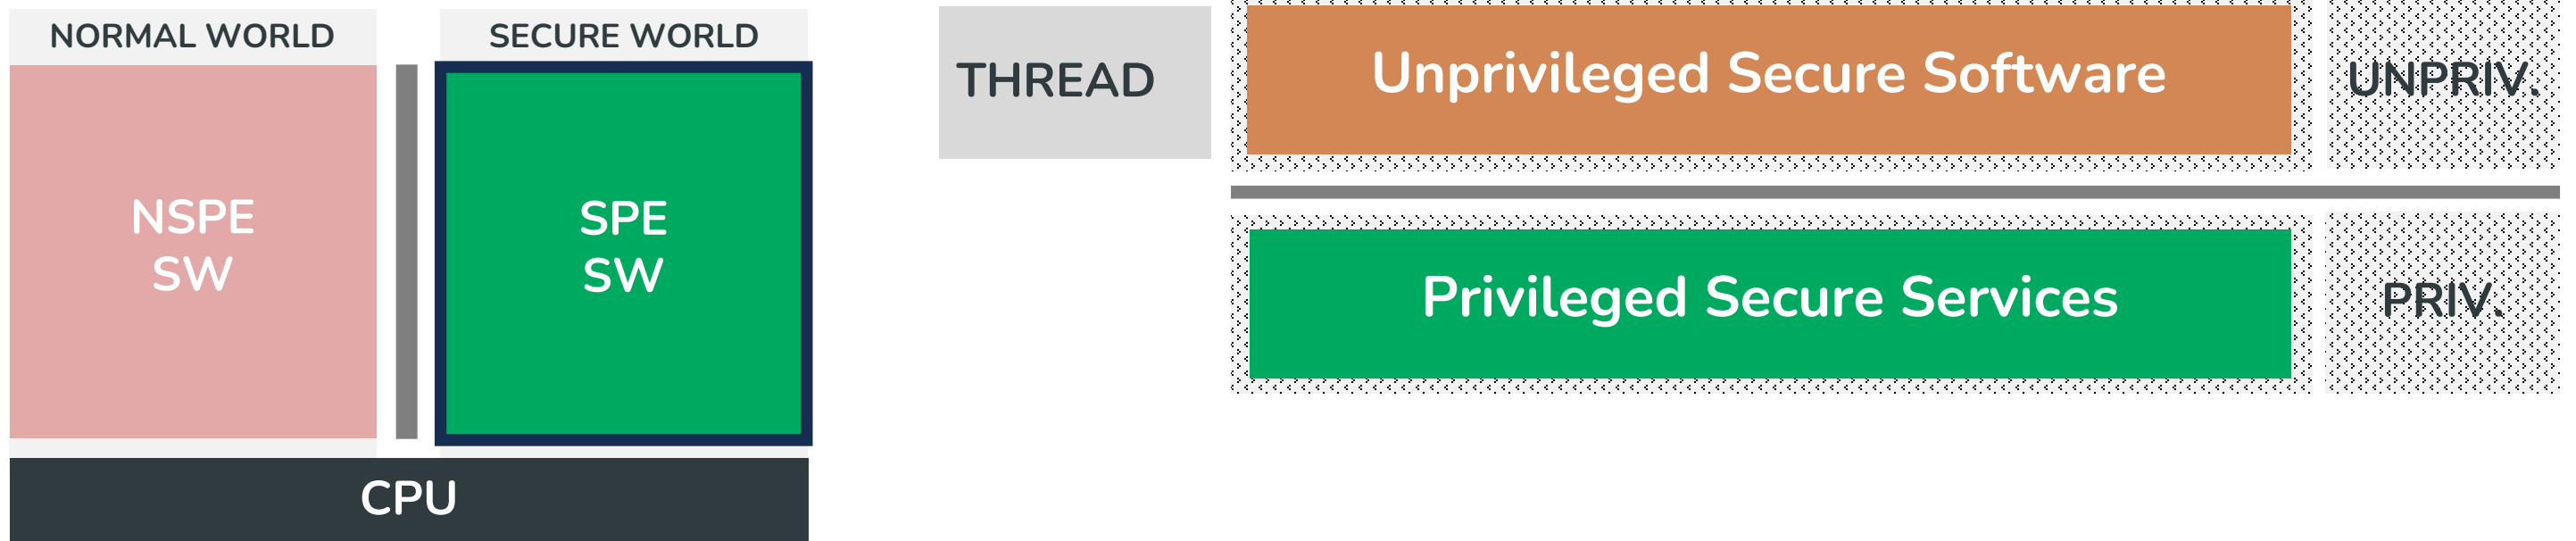 NORMAL WORLD
SECURE WORLD
NSPE
SW
SPE
SW
CPU
THREAD
Unprivileged Secure Software
UNPRIV.
Privileged Secure Services
PRIV.